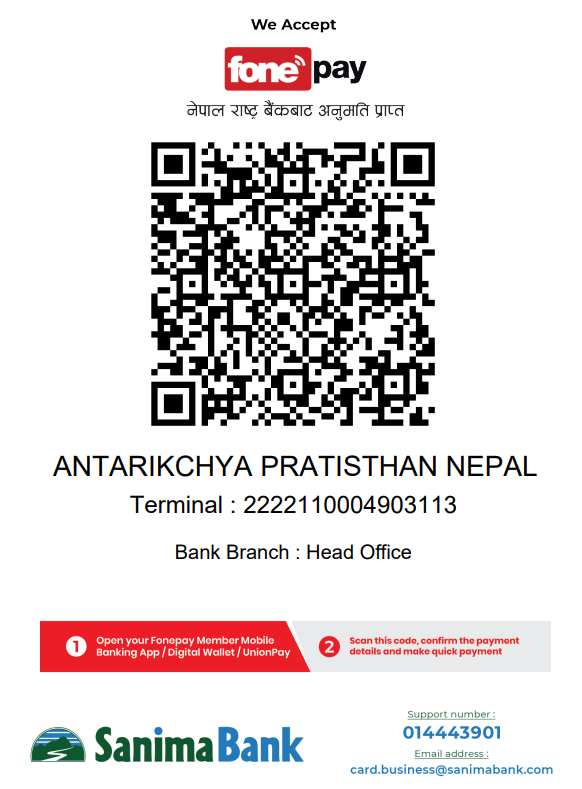 We Accept
fonepay
नेपाल राष्ट्र बैंकबाट अनुमति प्राप्त
ANTARIKCHYA PRATISTHAN NEPAL
Terminal : 2222110004903113
Bank Branch : Head Office
1 Open your Fonepay Member Mobile
Banking App / Digital Wallet / UnionPay
2 Scan this code, confirm the payment
details and make quick payment
Sanima Bank
Support number :
014443901
Email address :
card.business@sanimabank.com